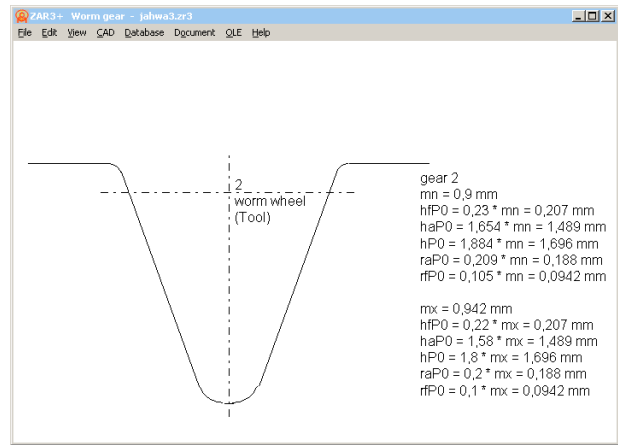 ZAR3+ Worm gear - jahwa3.zr3
File Edit View CAD Database Document OLE Help
2
worm wheel
(Tool)
gear 2
mn = 0,9 mm
hfP0 = 0,23 * mn = 0,207 mm
haP0 = 1,654 * mn = 1,489 mm
hP0 = 1,884 * mn = 1,696 mm
raP0 = 0,209 * mn = 0,188 mm
rfP0 = 0,105 * mn = 0,0942 mm
mx = 0,942 mm
hfP0 = 0,22 * mx = 0,207 mm
haP0 = 1,58 * mx = 1,489 mm
hP0 = 1,8 * mx = 1,696 mm
raP0 = 0,2 * mx = 0,188 mm
rfP0 = 0,1 * mx = 0,0942 mm